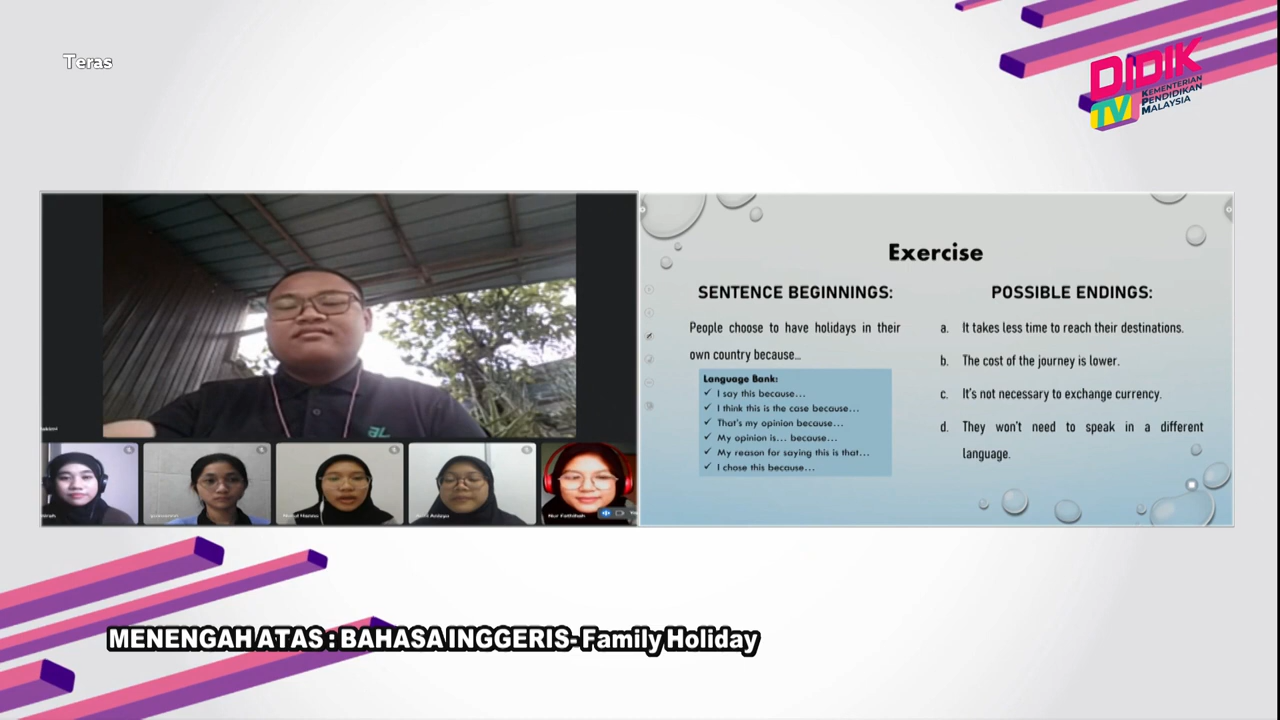 Teras
DIDIK
TV
KEMENTERIAN
PENDIDIKAN
MALAYSIA
Exercise
SENTENCE BEGINNINGS:
People choose to have holidays in their
own country because...
Language Bank:
✓ I say this because...
✓ I think this is the case because...
✓ That's my opinion because...
✓ My opinion is... because...
✓ My reason for saying this is that...
✓ I chose this because...
POSSIBLE ENDINGS:
a. It takes less time to reach their destinations.
b. The cost of the journey is lower.
c. It's not necessary to exchange currency.
d. They won't need to speak in a different
language.
MENENGAH ATAS : BAHASA INGGERIS- Family Holiday